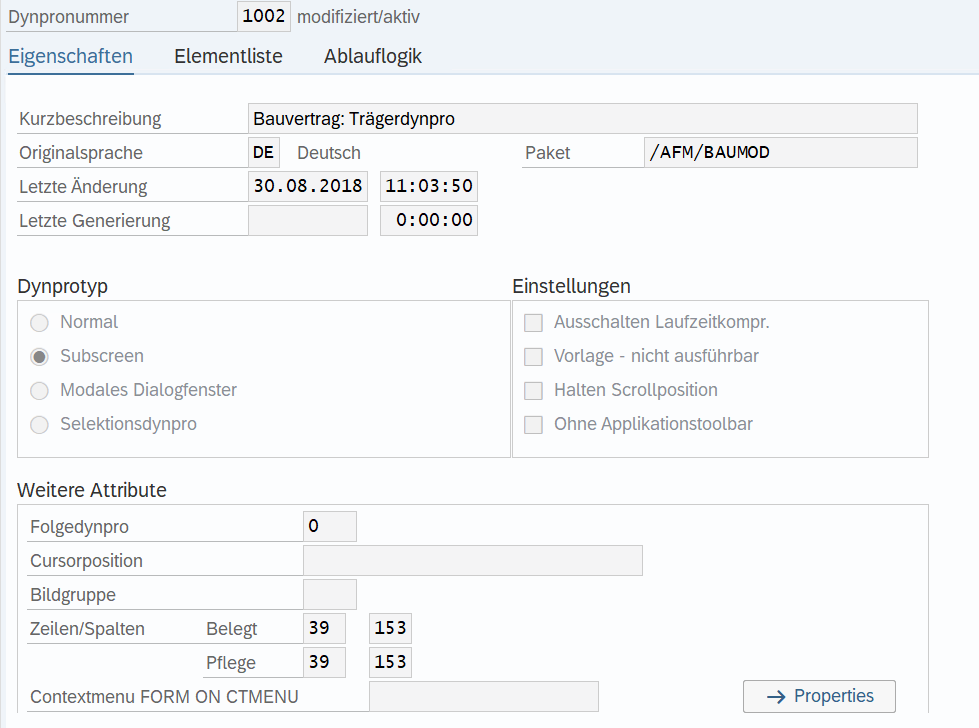 Dynpronummer 1002 modifiziert/aktiv
Eigenschaften Elementliste Ablauflogik
Kurzbeschreibung Bauvertrag: Trägerdynpro
Originalsprache DE Deutsch Paket /AFM/BAUMOD
Letzte Änderung 30.08.2018 11:03:50
Letzte Generierung 0:00:00
Dynprotyp Einstellungen
Normal Ausschalten Laufzeitkompr.
Subscreen Vorlage - nicht ausführbar
Modales Dialogfenster Halten Scrollposition
Selektionsdynpro Ohne Applikationstoolbar
Weitere Attribute
Folgedynpro 0
Cursorposition
Bildgruppe
Zeilen/Spalten Belegt 39 153
Pflege 39 153
Contextmenu FORM ON CTMENU Properties